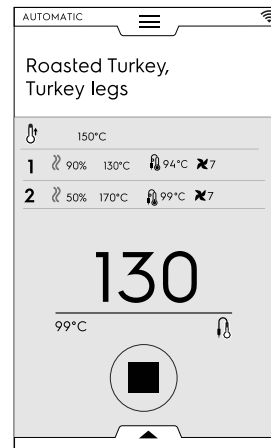 AUTOMATIC
Roasted Turkey,
Turkey legs
150°C
1 90% 130°C 94°C 7
2 50% 170°C 99°C 7
130
99°C